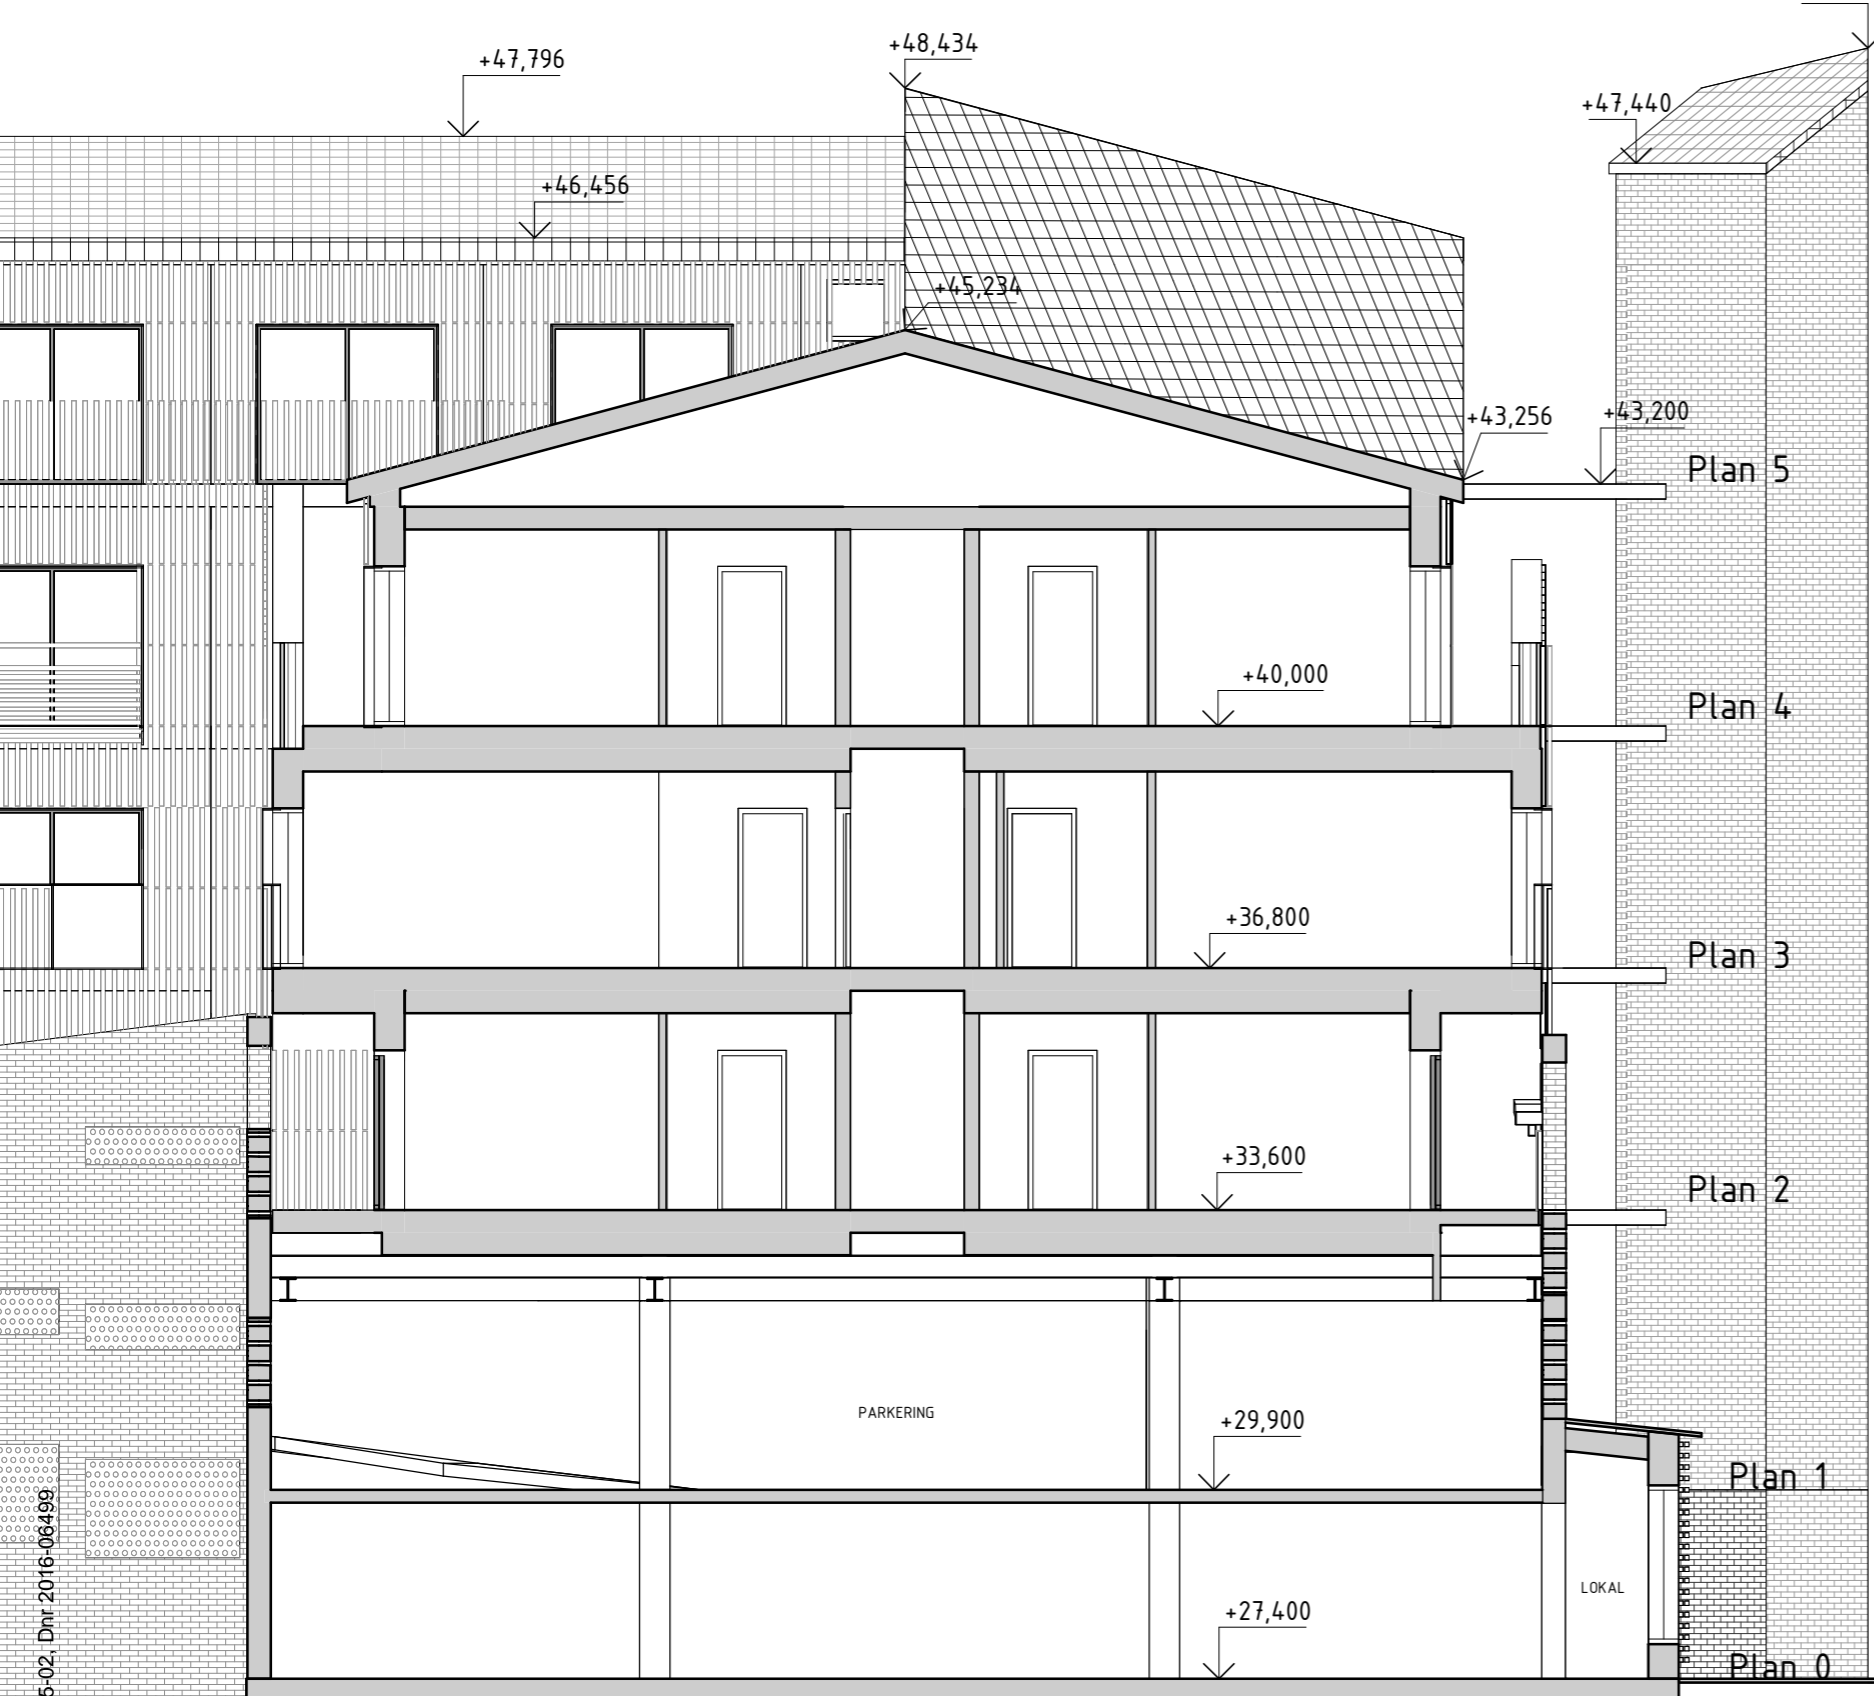 +48,434
+47,796
+47,440
+46,456
+45,234
+43,256
+43,200
Plan 5
+40,000
Plan 4
+36,800
Plan 3
+33,600
Plan 2
PARKERING
+29,900
Plan 1
LOKAL
+27,400
Plan 0
5-02, Dnr 2016-06499